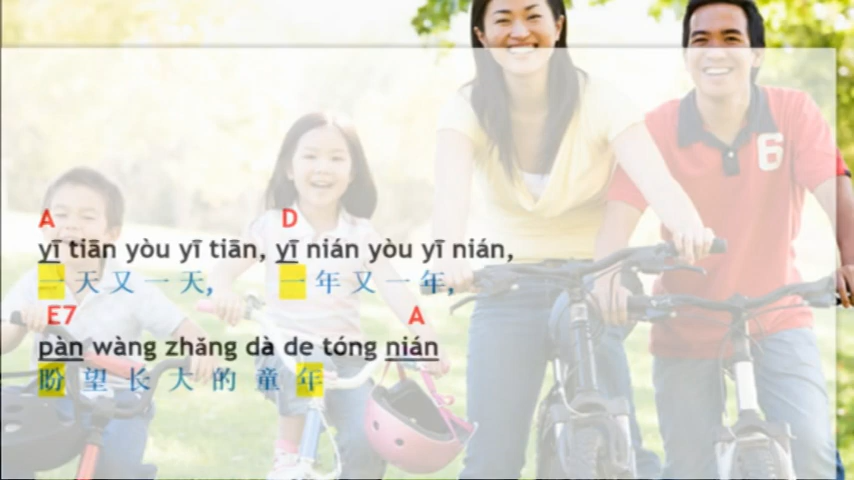 A D
yī tiān yòu yī tiān, yī nián yòu yī nián,
一天又一天, 一年又一年,
E7 A
pàn wàng zhǎng dà de tóng nián
盼望长大的童年
6